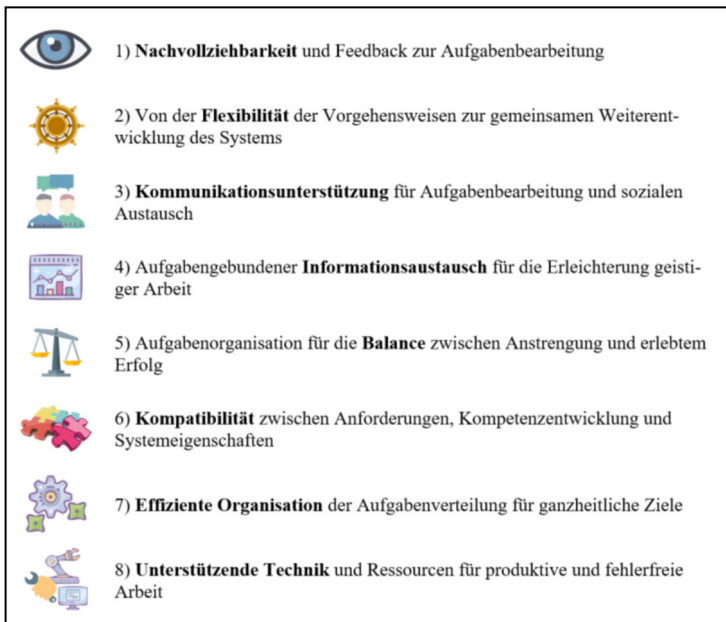 1) Nachvollziehbarkeit und Feedback zur Aufgabenbearbeitung
2) Von der Flexibilität der Vorgehensweisen zur gemeinsamen Weiterent-
wicklung des Systems
3) Kommunikationsunterstützung für Aufgabenbearbeitung und sozialen
Austausch
4) Aufgabengebundener Informationsaustausch für die Erleichterung geisti-
ger Arbeit
5) Aufgabenorganisation für die Balance zwischen Anstrengung und erlebtem
Erfolg
6) Kompatibilität zwischen Anforderungen, Kompetenzentwicklung und
Systemeigenschaften
7) Effiziente Organisation der Aufgabenverteilung für ganzheitliche Ziele
8) Unterstützende Technik und Ressourcen für produktive und fehlerfreie
Arbeit